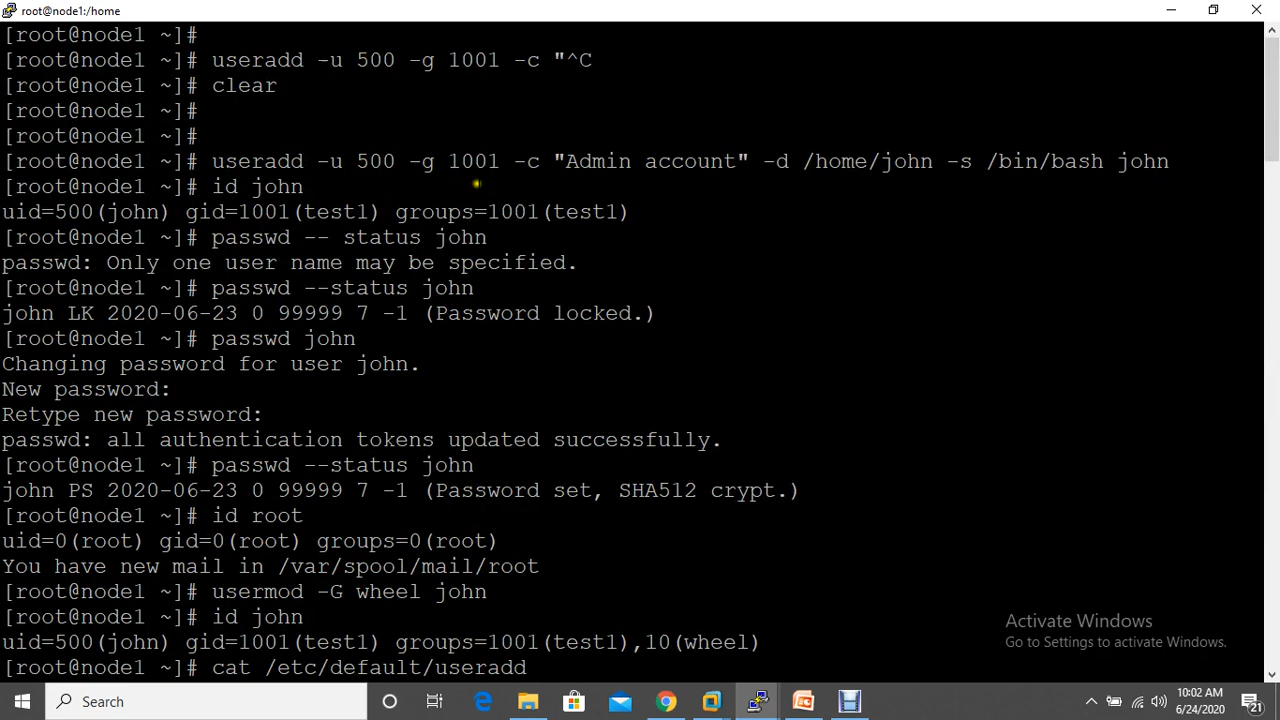 root@node1:/home
[root@node1 ~]#
[root@node1 ~]# useradd -u 500 -g 1001 -c "^C
[root@node1 ~]# clear
[root@node1 ~]#
[root@node1 ~]#
[root@node1 ~]# useradd -u 500 -g 1001 -c "Admin account" -d /home/john -s /bin/bash john
[root@node1 ~]# id john
uid=500(john) gid=1001(test1) groups=1001(test1)
[root@node1 ~]# passwd -- status john
passwd: Only one user name may be specified.
[root@node1 ~]# passwd --status john
john LK 2020-06-23 0 99999 7 -1 (Password locked.)
[root@node1 ~]# passwd john
Changing password for user john.
New password:
Retype new password:
passwd: all authentication tokens updated successfully.
[root@node1 ~]# passwd --status john
john PS 2020-06-23 0 99999 7 -1 (Password set, SHA512 crypt.)
[root@node1 ~]# id root
uid=0(root) gid=0(root) groups=0(root)
You have new mail in /var/spool/mail/root
[root@node1 ~]# usermod -G wheel john
[root@node1 ~]# id john
uid=500(john) gid=1001(test1) groups=1001(test1),10(wheel)
[root@node1 ~]# cat /etc/default/useradd
Activate Windows
Go to Settings to activate Windows.
Search
10:02 AM
6/24/2020
21